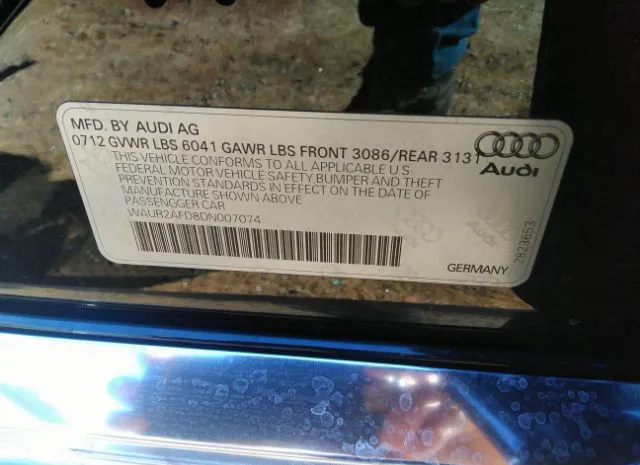 MFD. BY AUDI AG
0712 GVWR LBS 6041 GAWR LBS FRONT 3086/REAR 3131
THIS VEHICLE CONFORMS TO ALL APPLICABLE U.S
FEDERAL MOTOR VEHICLE SAFETY BUMPER AND THEFT
PREVENTION STANDARDS IN EFFECT ON THE DATE OF
MANUFACTURE SHOWN ABOVE
PASSENGER CAR
WAUR2AFD8DN007074
Audi
2823653
GERMANY